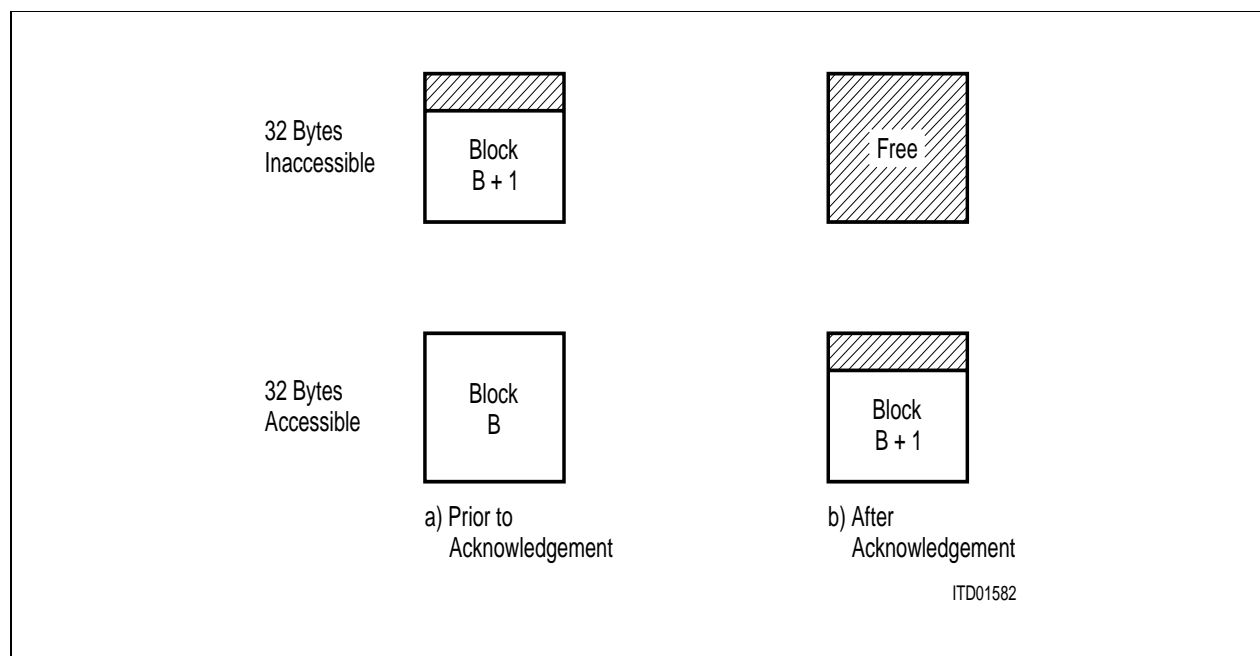 32 Bytes
Inaccessible
Block
B + 1
Free
32 Bytes
Accessible
Block
B
Block
B + 1
a) Prior to
Acknowledgement
b) After
Acknowledgement
ITD01582